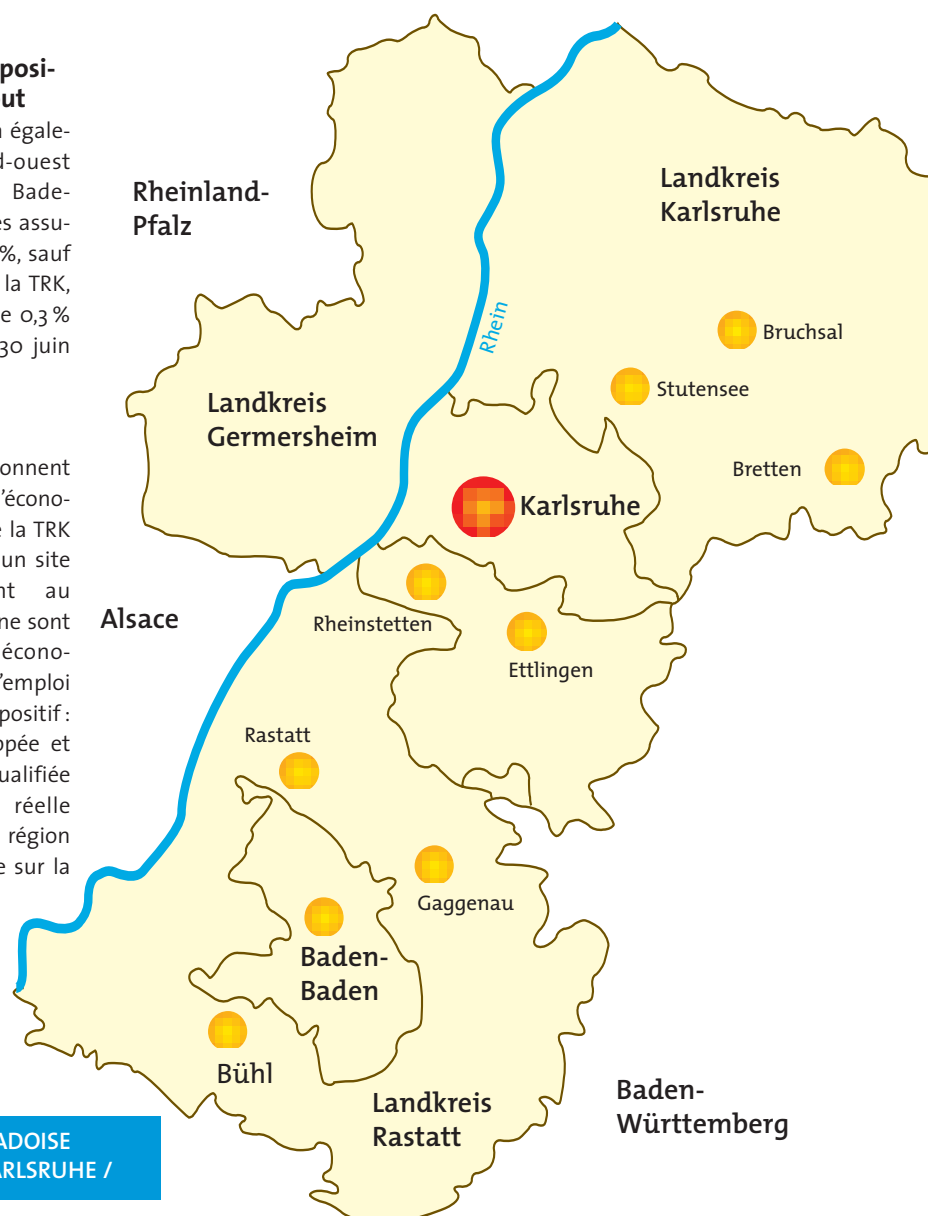 posi-
ut
égale-
d-ouest
Bade-
es assu-
%, sauf
la TRK,
e 0,3 %
30 juin
onnent
'écono-
e la TRK
un site
nt au
ne sont
écono-
'emploi
positif :
ppée et
ualifiée
réelle
région
e sur la
ADOISE
ARLSRUHE /
Rheinland-
Pfalz
Landkreis
Karlsruhe
Rhein
Bruchsal
Stutensee
Landkreis
Germersheim
Bretten
Karlsruhe
Alsace
Rheinstetten
Ettlingen
Rastatt
Gaggenau
Baden-
Baden
Bühl
Landkreis
Rastatt
Baden-
Württemberg